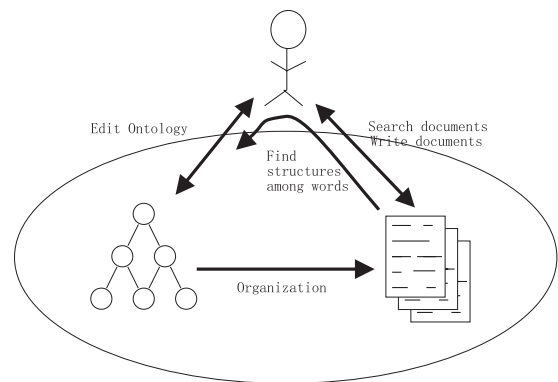 Edit Ontology
Search documents
Write documents
Find
structures
among words
Organization